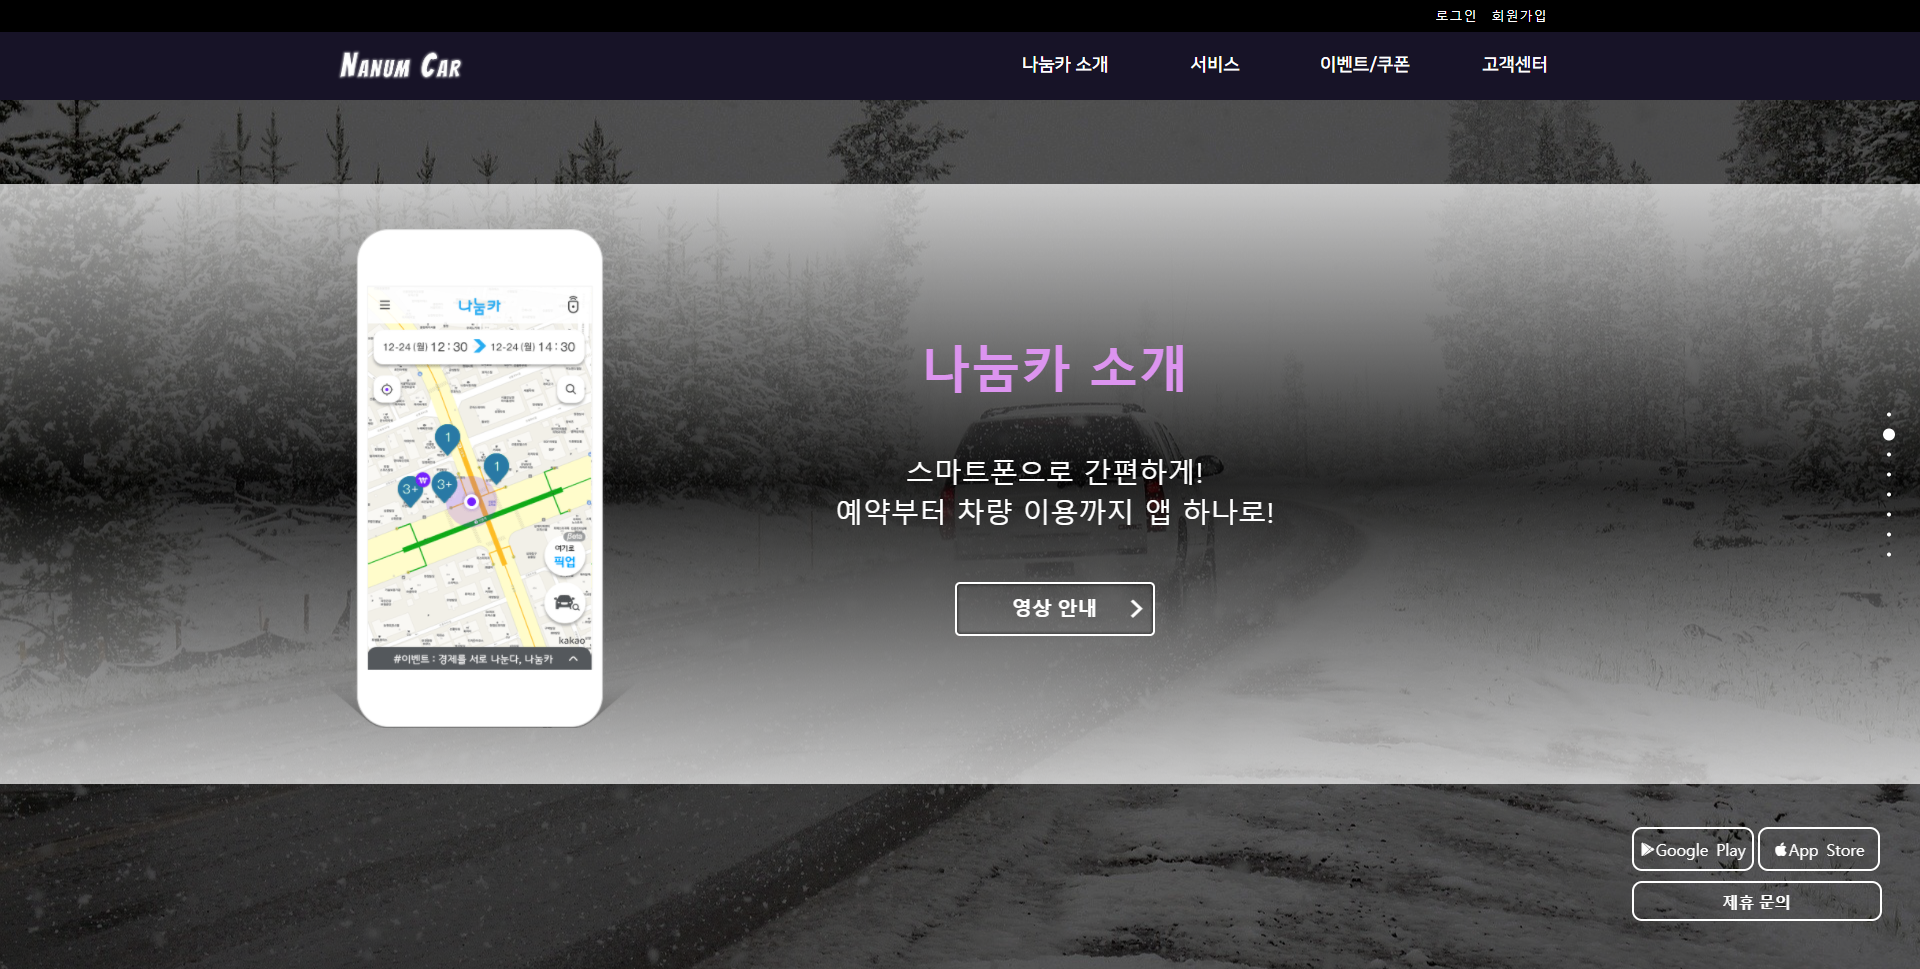 로그인 회원가입
NANUM CAR
나눔카 소개 서비스 이벤트/쿠폰 고객센터
나눔카
12-24 (월) 12 : 30 12-24 (월) 14 : 30
1
1
3+ W 3+
Beta
여기로
픽업
kakao
#이벤트 : 경제를 서로 나눈다, 나눔카
나눔카 소개
스마트폰으로 간편하게!
예약부터 차량 이용까지 앱 하나로!
영상 안내
Google Play App Store
제휴 문의